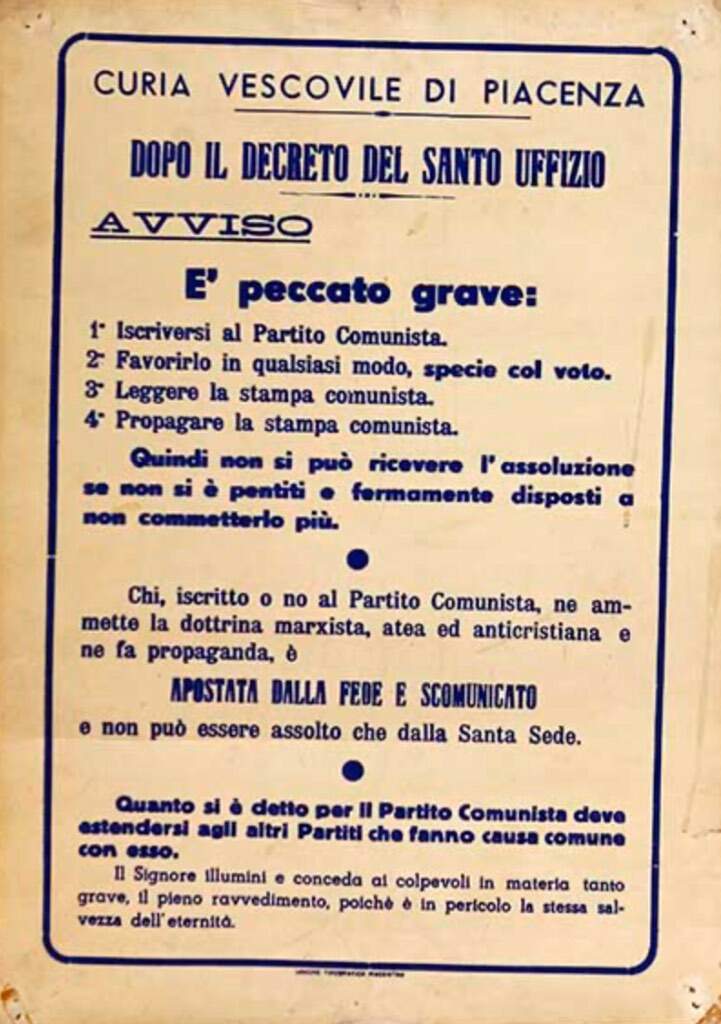 CURIA VESCOVILE DI PIACENZA
DOPO IL DECRETO DEL SANTO UFFIZIO
AVVISO
E' peccato grave:
1° Iscriversi al Partito Comunista.
2° Favorirlo in qualsiasi modo, specie col voto.
3° Leggere la stampa comunista.
4° Propagare la stampa comunista.
Quindi non si può ricevere l'assoluzione
se non si è pentiti e fermamente disposti a
non commetterlo più.
Chi, iscritto o no al Partito Comunista, ne am-
mette la dottrina marxista, atea ed anticristiana e
ne fa propaganda, è
APOSTATA DALLA FEDE E SCOMUNICATO
e non può essere assolto che dalla Santa Sede.
Quanto si è detto per il Partito Comunista deve
estendersi agli altri Partiti che fanno causa comune
con esso.
Il Signore illumini e conceda ai colpevoli in materia tanto
grave, il pieno ravvedimento, poichè è in pericolo la stessa sal-
vezza dell'eternità.